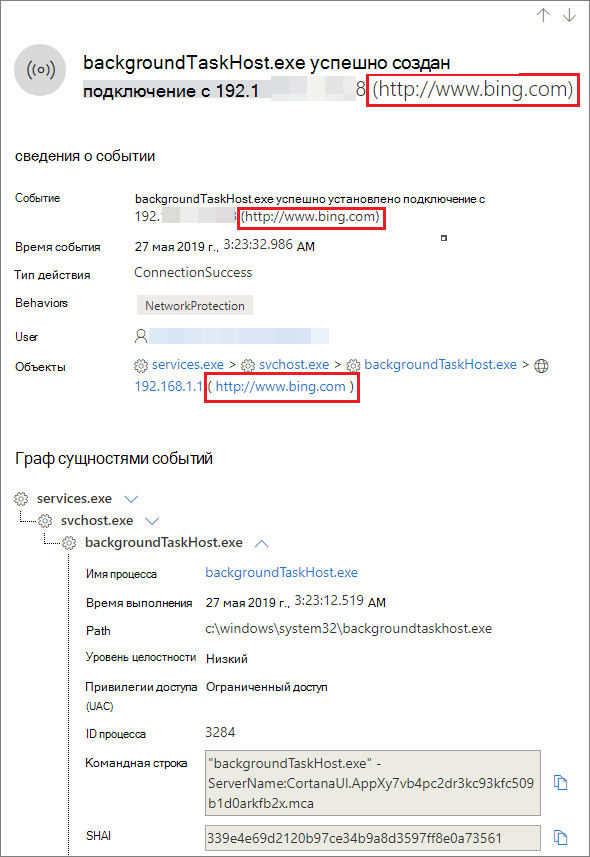 backgroundTaskHost.exe успешно создан
подключение с 192.1 8 (http://www.bing.com)
сведения о событии
Событие backgroundTaskHost.exe успешно установлено подключение с
192. (http://www.bing.com)
Время события 27 мая 2019 г., 3:23:32.986 AM
Тип действия ConnectionSuccess
Behaviors NetworkProtection
User
Объекты services.exe > svchost.exe > backgroundTaskHost.exe >
192.168.1.1 ( http://www.bing.com )
Граф сущностями событий
services.exe
svchost.exe
backgroundTaskHost.exe
Имя процесса backgroundTaskHost.exe
Время выполнения 27 мая 2019 г., 3:23:12.519 AM
Path c:\windows\system32\backgroundtaskhost.exe
Уровень целостности Низкий
Привилегии доступа Ограниченный доступ
(UAC)
ID процесса 3284
Командная строка "backgroundTaskHost.exe" -
ServerName:CortanaUI.AppXy7vb4pc2dr3kc93kfc509
b1d0arkfb2x.mca
SHAI 339e4e69d2120b97ce34b9a8d3597ff8e0a73561